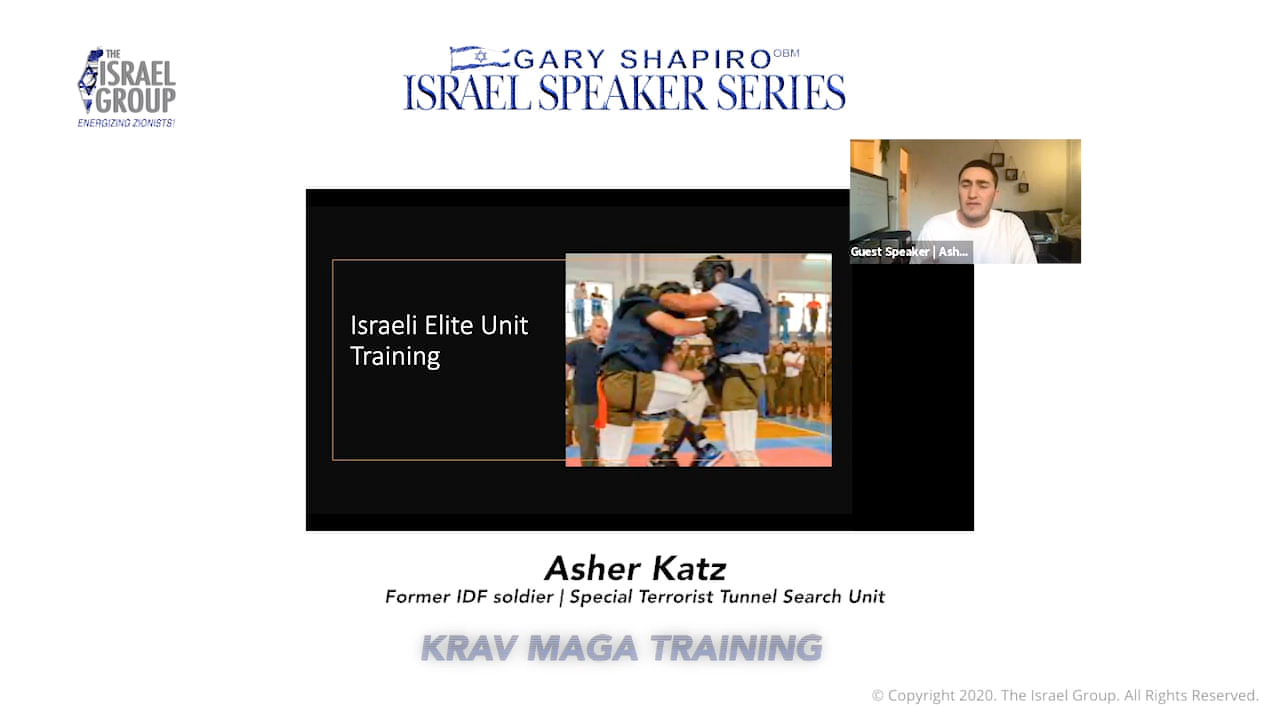 THE
ISRAEL
GROUP
ENERGIZING ZIONISTS!
GARY SHAPIRO OBM
ISRAEL SPEAKER SERIES
Guest Speaker | Ash...
Israeli Elite Unit
Training
Asher Katz
Former IDF soldier | Special Terrorist Tunnel Search Unit
KRAV MAGA TRAINING
© Copyright 2020. The Israel Group. All Rights Reserved.